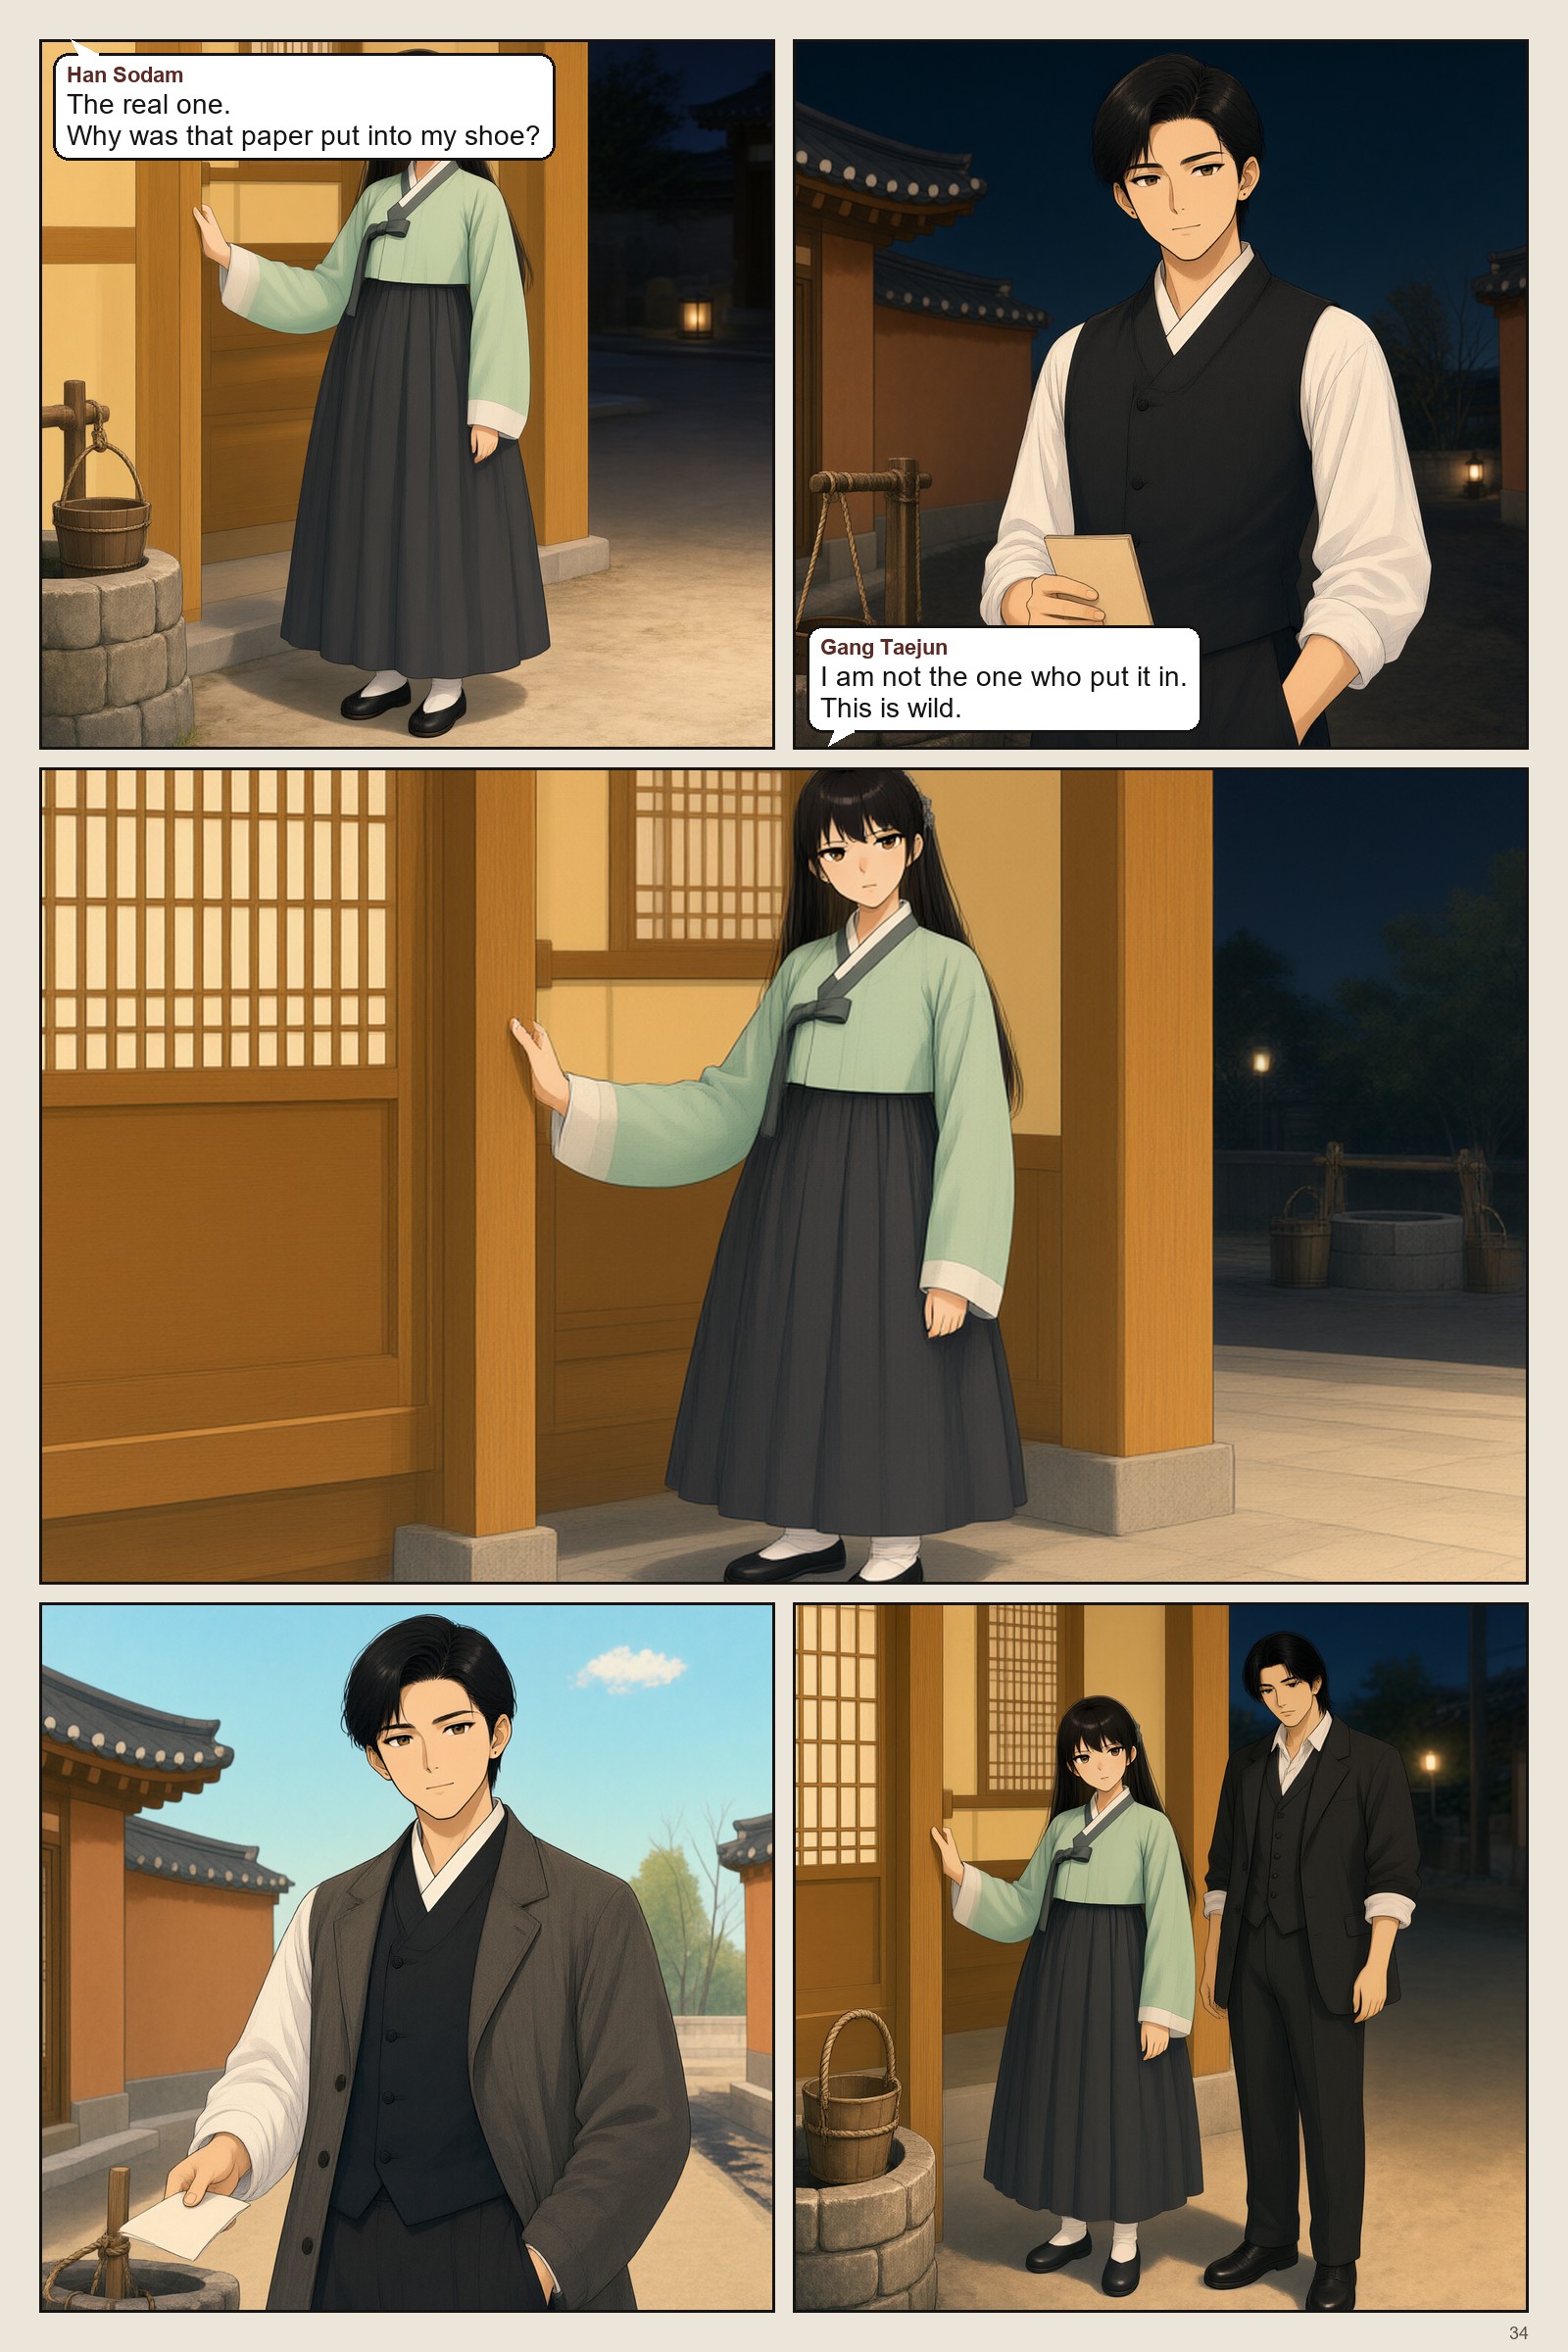 Han Sodam
The real one.
Why was that paper put into my shoe?
Gang Taejun
I am not the one who put it in.
This is wild.
34